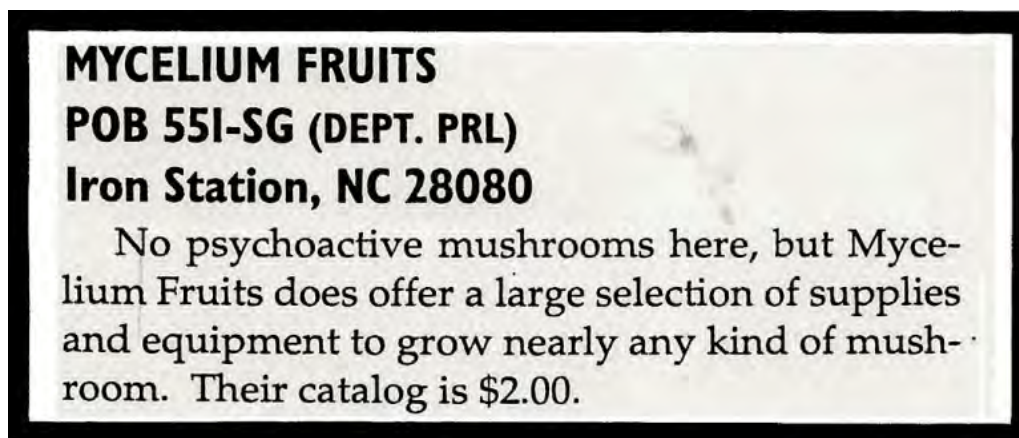 MYCELIUM FRUITS
POB 551-SG (DEPT. PRL)
Iron Station, NC 28080
No psychoactive mushrooms here, but Myce-
lium Fruits does offer a large selection of supplies
and equipment to grow nearly any kind of mush-
room. Their catalog is $2.00.